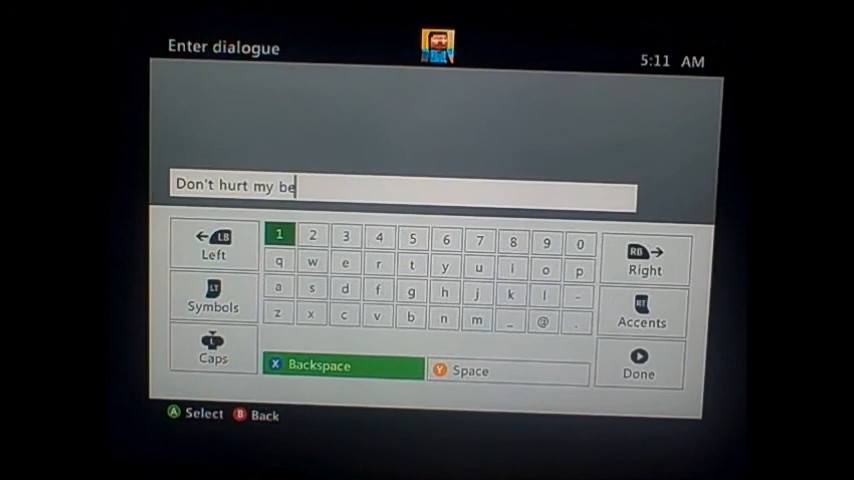 Enter dialogue
5:11 AM
Don't hurt my be
← LB
Left
1 2 3 4 5 6 7 8 9 0
RB →
Right
q w e r t y u i o p
LT
Symbols
a s d f g h j k l -
RT
Accents
z x c v b n m _ @ .
L
Caps
X Backspace
Y Space
Done
A Select B Back